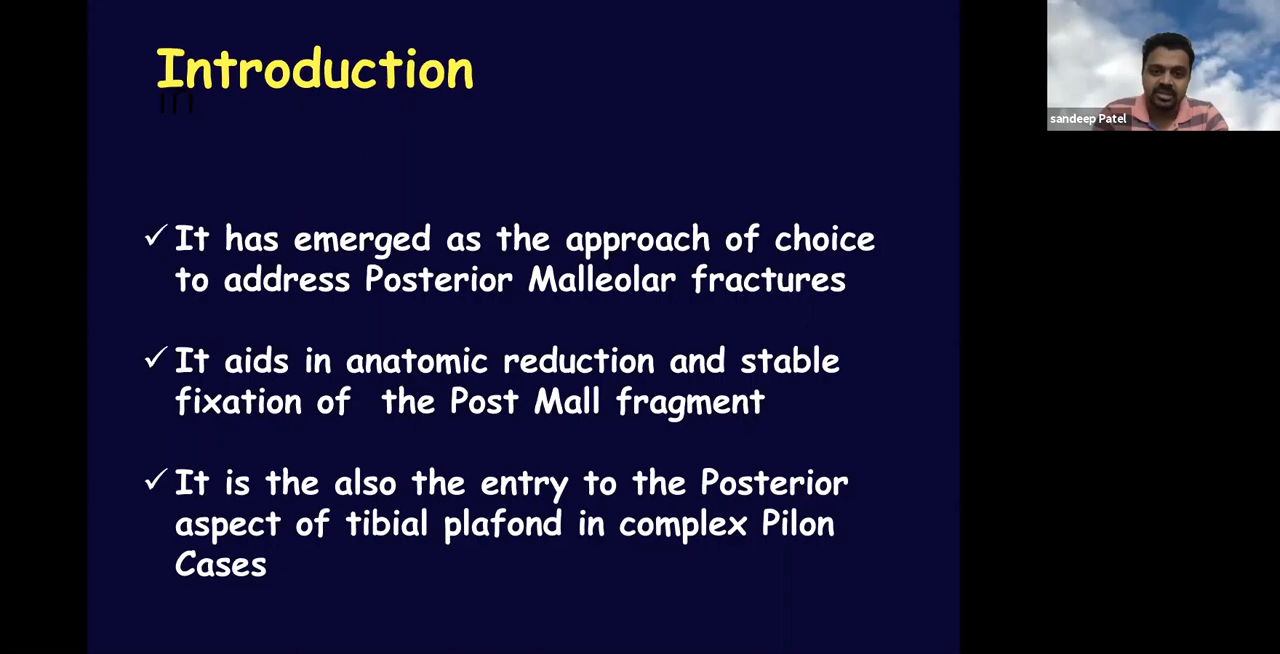 Introduction
in
✓ It has emerged as the approach of choice
to address Posterior Malleolar fractures
✓ It aids in anatomic reduction and stable
fixation of the Post Mall fragment
✓ It is the also the entry to the Posterior
aspect of tibial plafond in complex Pilon
Cases
sandeep Patel